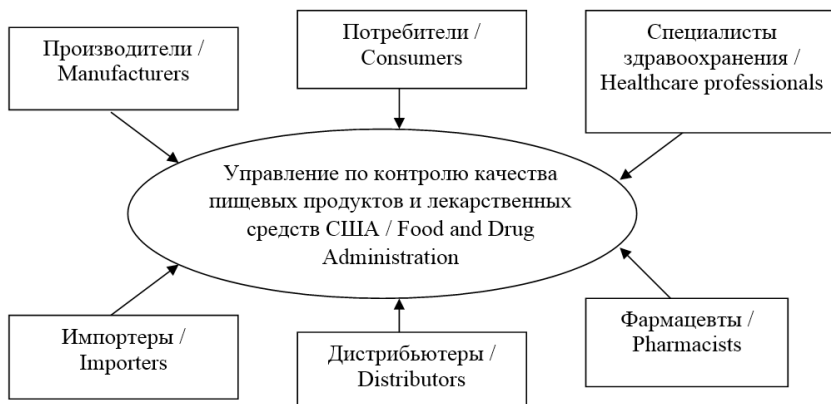 Производители /
Manufacturers
Потребители /
Consumers
Специалисты
здравоохранения /
Healthcare professionals
Управление по контролю качества
пищевых продуктов и лекарственных
средств США / Food and Drug
Administration
Импортеры /
Importers
Дистрибьютеры /
Distributors
Фармацевты /
Pharmacists